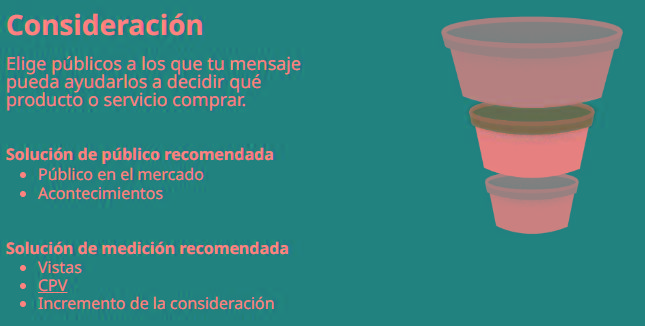 Consideración
Elige públicos a los que tu mensaje
pueda ayudarlos a decidir qué
producto o servicio comprar.
Solución de público recomendada
• Público en el mercado
• Acontecimientos
Solución de medición recomendada
• Vistas
• CPV
• Incremento de la consideración